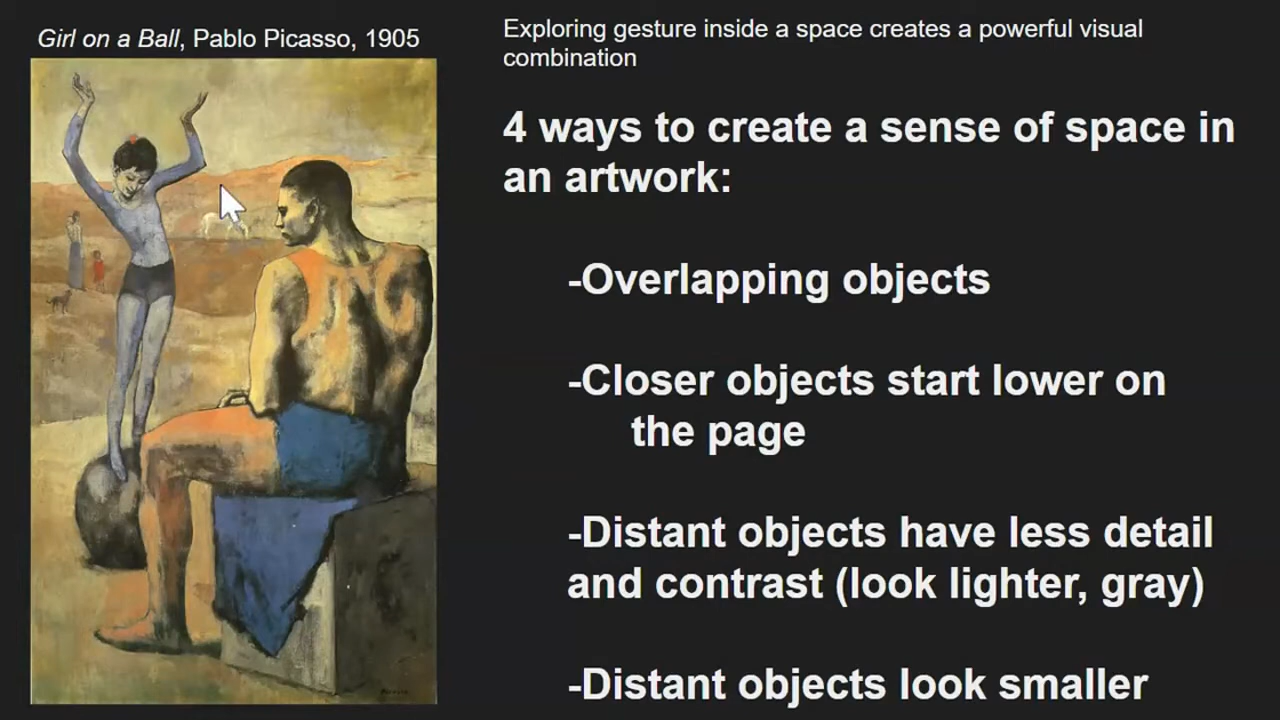 Girl on a Ball, Pablo Picasso, 1905
Exploring gesture inside a space creates a powerful visual
combination
4 ways to create a sense of space in
an artwork:
-Overlapping objects
-Closer objects start lower on
the page
-Distant objects have less detail
and contrast (look lighter, gray)
-Distant objects look smaller